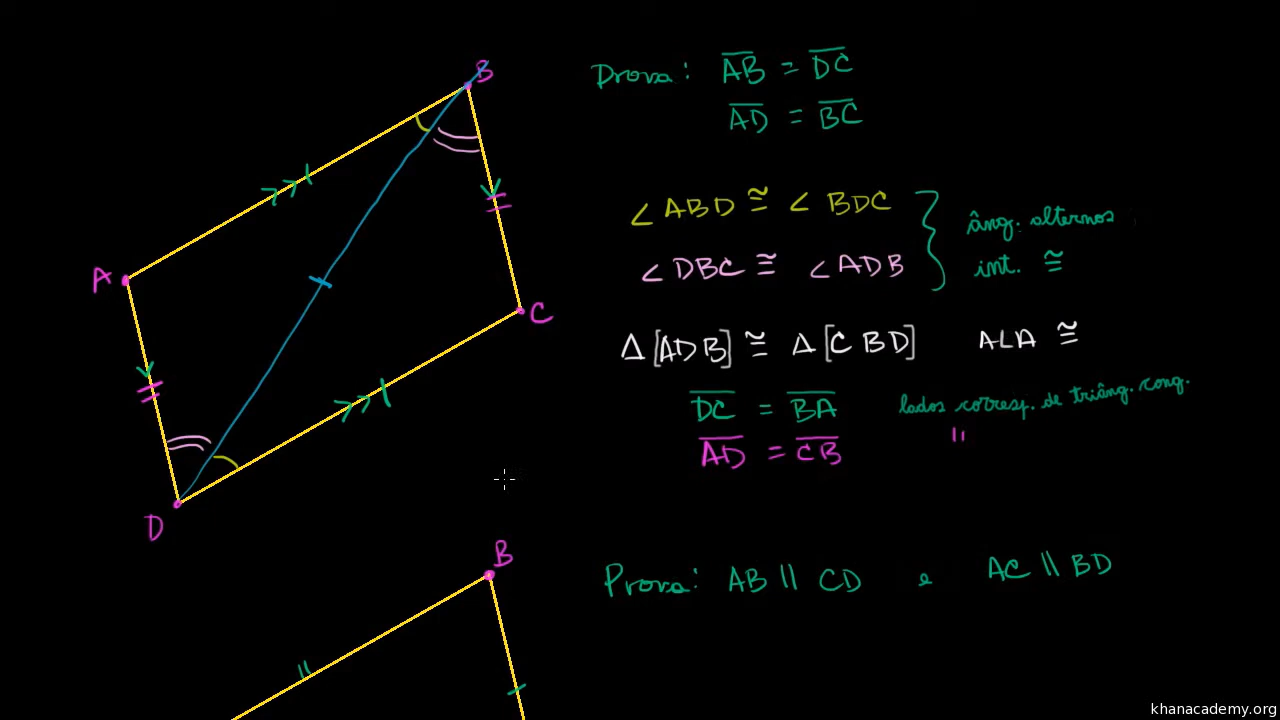 B
A
C
D
B
Prova: AB = DC
AD = BC
∠ABD ≅ ∠BDC
∠DBC ≅ ∠ADB
âng. alternos
int. ≅
Δ[ADB] ≅ Δ[CBD] ALA ≅
DC = BA lados corresp. de triâng. cong.
AD = CB "
Prova: AB || CD e AC || BD
khanacademy.org